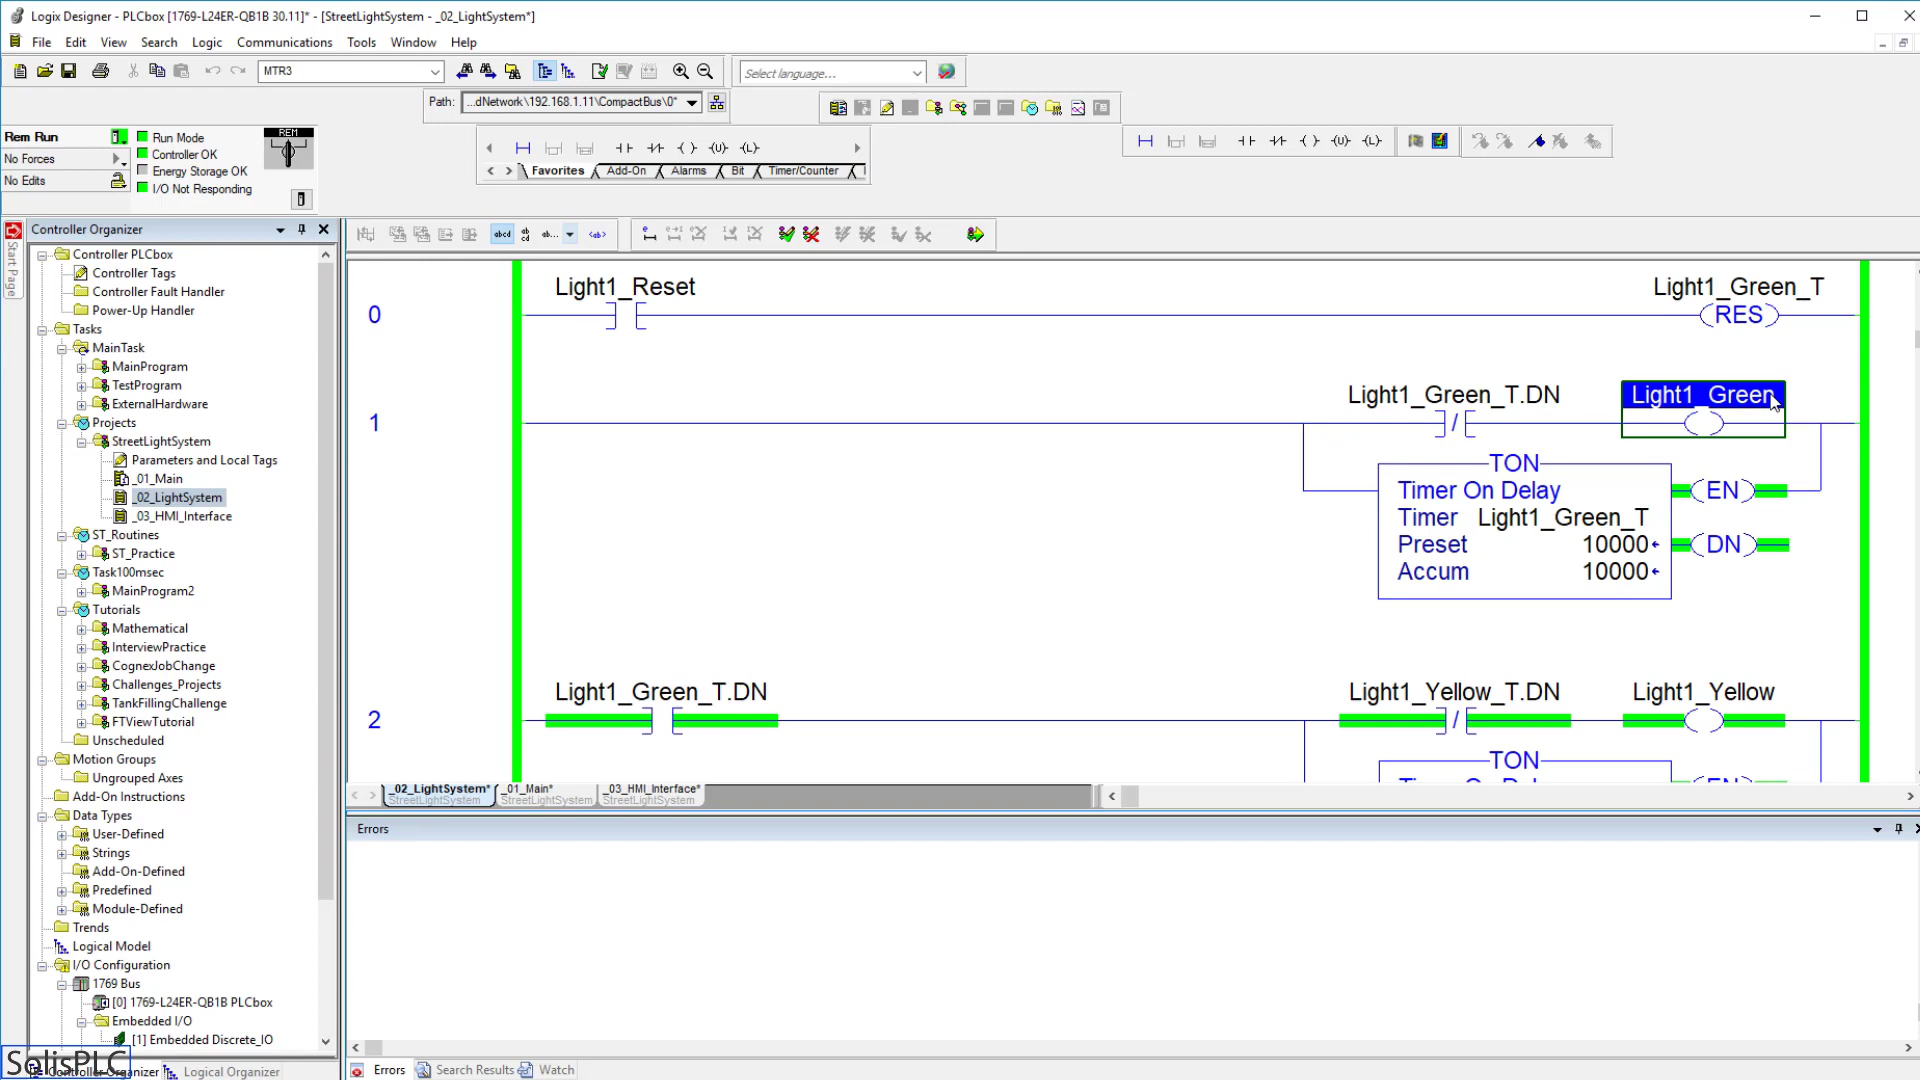 Logix Designer - PLCbox [1769-L24ER-QB1B 30.11]* - [StreetLightSystem - _02_LightSystem*]
File Edit View Search Logic Communications Tools Window Help
MTR3
Select language...
Path: ...dNetwork\192.168.1.11\CompactBus\0*
Rem Run
No Forces
No Edits
Run Mode
Controller OK
Energy Storage OK
I/O Not Responding
REM
Favorites Add-On Alarms Bit Timer/Counter
Start Page
Controller Organizer
Controller PLCbox
Controller Tags
Controller Fault Handler
Power-Up Handler
Tasks
MainTask
MainProgram
TestProgram
ExternalHardware
Projects
StreetLightSystem
Parameters and Local Tags
_01_Main
_02_LightSystem
_03_HMI_Interface
ST_Routines
ST_Practice
Task100msec
MainProgram2
Tutorials
Mathematical
InterviewPractice
CognexJobChange
Challenges_Projects
TankFillingChallenge
FTViewTutorial
Unscheduled
Motion Groups
Ungrouped Axes
Add-On Instructions
Data Types
User-Defined
Strings
Add-On-Defined
Predefined
Module-Defined
Trends
Logical Model
I/O Configuration
1769 Bus
[0] 1769-L24ER-QB1B PLCbox
Embedded I/O
[1] Embedded Discrete_IO
SolisPLC
Controller Organizer Logical Organizer
Light1_Reset Light1_Green_T
0 RES
Light1_Green_T.DN Light1_Green
1
TON
Timer On Delay EN
Timer Light1_Green_T
Preset 10000 DN
Accum 10000
Light1_Green_T.DN Light1_Yellow_T.DN Light1_Yellow
2
TON
_02_LightSystem* _01_Main* _03_HMI_Interface*
StreetLightSystem StreetLightSystem StreetLightSystem
Errors
Errors Search Results Watch